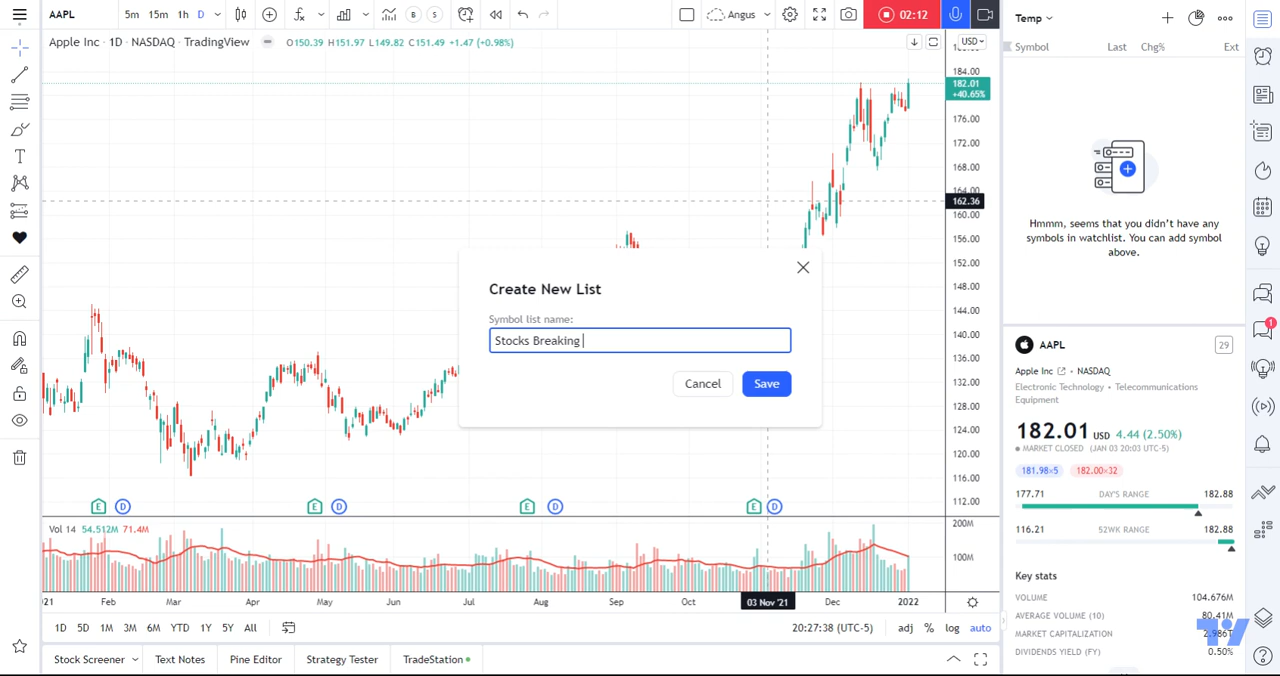 AAPL 5m 15m 1h D B S Angus 02:12
Temp
Apple Inc · 1D · NASDAQ · TradingView O150.39 H151.97 L149.82 C151.49 +1.47 (+0.98%)
USD
Symbol Last Chg% Ext
184.00
182.01
+40.65%
176.00
172.00
168.00
164.00
162.36
160.00
156.00
152.00
148.00
144.00
140.00
136.00
132.00
128.00
124.00
120.00
116.00
112.00
Hmmm, seems that you didn't have any
symbols in watchlist. You can add symbol
above.
Create New List
Symbol list name:
Stocks Breaking
Cancel Save
1
AAPL 29
Apple Inc • NASDAQ
Electronic Technology • Telecommunications
Equipment
182.01 USD 4.44 (2.50%)
MARKET CLOSED (JAN 03 20:03 UTC-5)
181.98×5 182.00×32
177.71 DAY'S RANGE 182.88
116.21 52WK RANGE 182.88
Key stats
VOLUME 104.676M
AVERAGE VOLUME (10) 80.41M
MARKET CAPITALIZATION 2.986T
DIVIDENDS YIELD (FY) 0.50%
E D E D E D E D
Vol 14 54.512M 71.4M
200M
100M
21 Feb Mar Apr May Jun Jul Aug Sep Oct 03 Nov '21 Dec 2022
1D 5D 1M 3M 6M YTD 1Y 5Y All 20:27:38 (UTC-5) adj % log auto
Stock Screener Text Notes Pine Editor Strategy Tester TradeStation